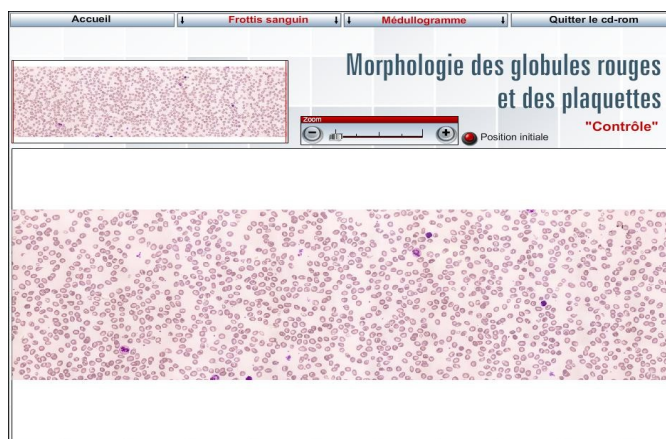 Accueil
Frottis sanguin
Médullogramme
Quitter le cd-rom
Morphologie des globules rouges
et des plaquettes
"Contrôle"
Zoom
Position initiale